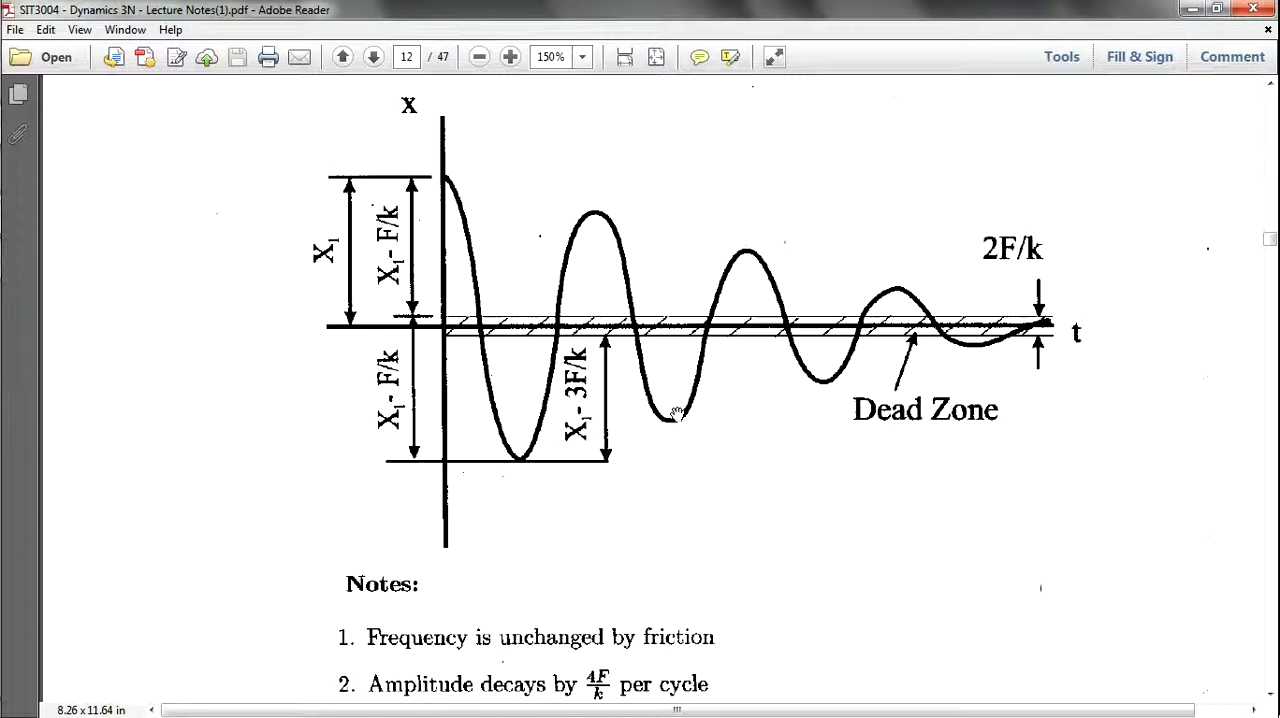 SIT3004 - Dynamics 3N - Lecture Notes(1).pdf - Adobe Reader
File Edit View Window Help
Open 12 / 47 150% Tools Fill & Sign Comment
X
X₁
X₁- F/k
2F/k
t
X₁- F/k
X₁- 3F/k
Dead Zone
Notes:
1. Frequency is unchanged by friction
2. Amplitude decays by 4F/k per cycle
8.26 x 11.64 in